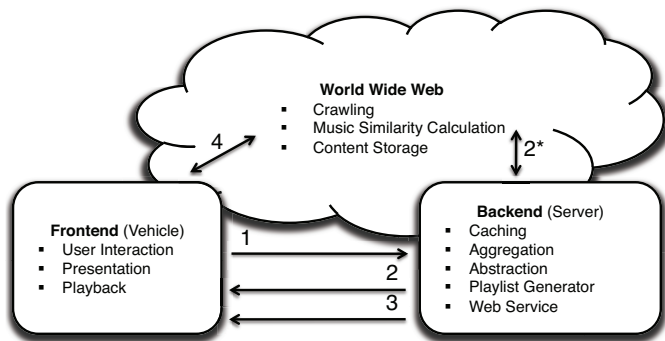 World Wide Web
▪ Crawling
▪ Music Similarity Calculation
▪ Content Storage
4
2*
Frontend (Vehicle)
▪ User Interaction
▪ Presentation
▪ Playback
1
2
3
Backend (Server)
▪ Caching
▪ Aggregation
▪ Abstraction
▪ Playlist Generator
▪ Web Service